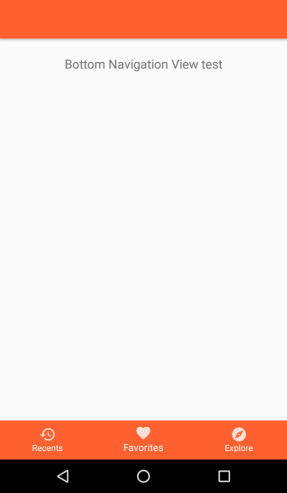 Bottom Navigation View test
Recents
Favorites
Explore